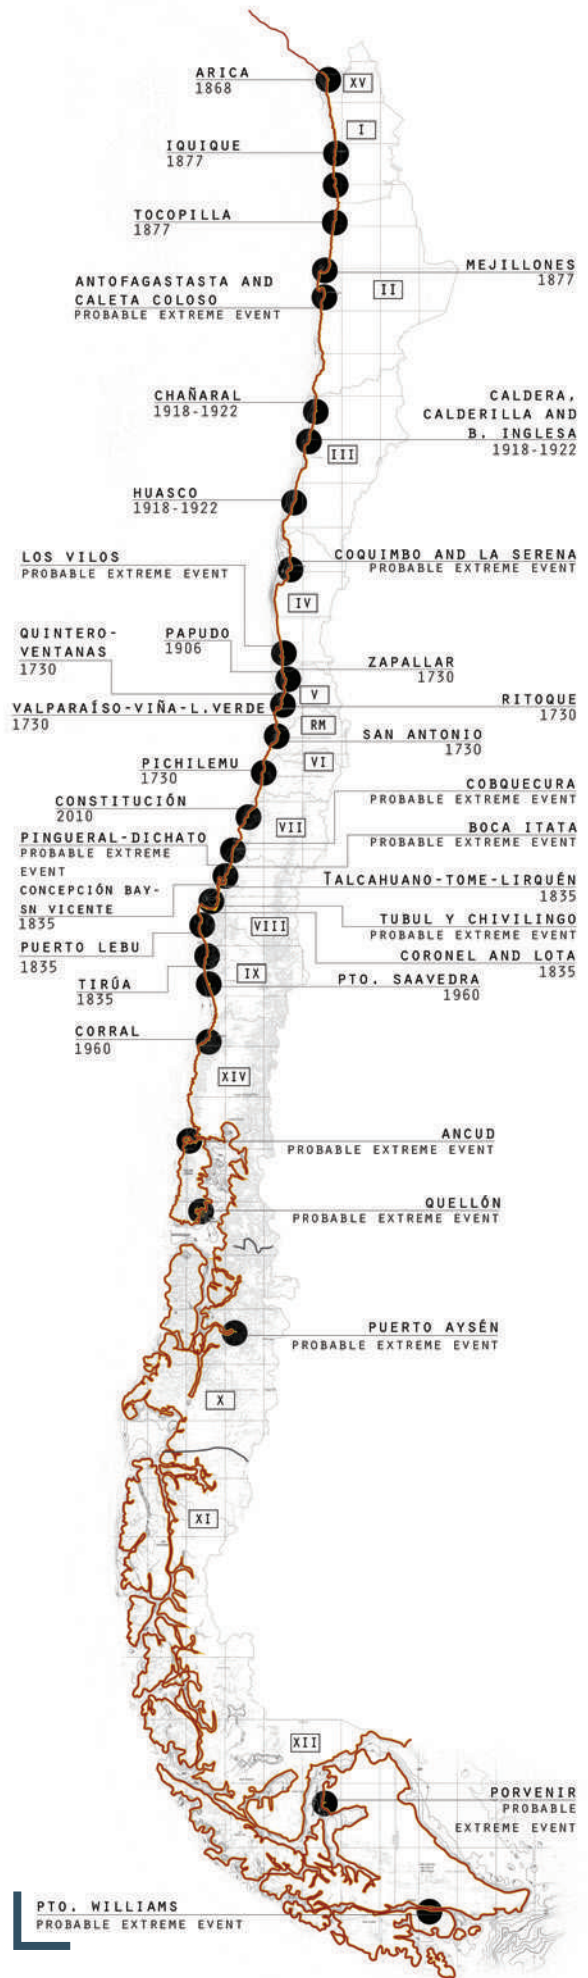 ARICA
1868
XV
I
IQUIQUE
1877
TOCOPILLA
1877
MEJILLONES
1877
ANTOFAGASTASTA AND
CALETA COLOSO
PROBABLE EXTREME EVENT
II
CHAÑARAL
1918-1922
CALDERA,
CALDERILLA AND
B. INGLESA
1918-1922
III
HUASCO
1918-1922
LOS VILOS
PROBABLE EXTREME EVENT
COQUIMBO AND LA SERENA
PROBABLE EXTREME EVENT
IV
QUINTERO-
VENTANAS
1730
PAPUDO
1906
ZAPALLAR
1730
V
VALPARAÍSO-VIÑA-L.VERDE
1730
RITOQUE
1730
RM
SAN ANTONIO
1730
VI
PICHILEMU
1730
COBQUECURA
PROBABLE EXTREME EVENT
CONSTITUCIÓN
2010
VII
BOCA ITATA
PROBABLE EXTREME EVENT
PINGUERAL-DICHATO
PROBABLE EXTREME
EVENT
TALCAHUANO-TOME-LIRQUÉN
1835
CONCEPCIÓN BAY-
SN VICENTE
1835
TUBUL Y CHIVILINGO
PROBABLE EXTREME EVENT
VIII
PUERTO LEBU
1835
CORONEL AND LOTA
1835
IX
TIRÚA
1835
PTO. SAAVEDRA
1960
CORRAL
1960
XIV
ANCUD
PROBABLE EXTREME EVENT
QUELLÓN
PROBABLE EXTREME EVENT
PUERTO AYSÉN
PROBABLE EXTREME EVENT
X
XI
XII
PORVENIR
PROBABLE
EXTREME EVENT
PTO. WILLIAMS
PROBABLE EXTREME EVENT